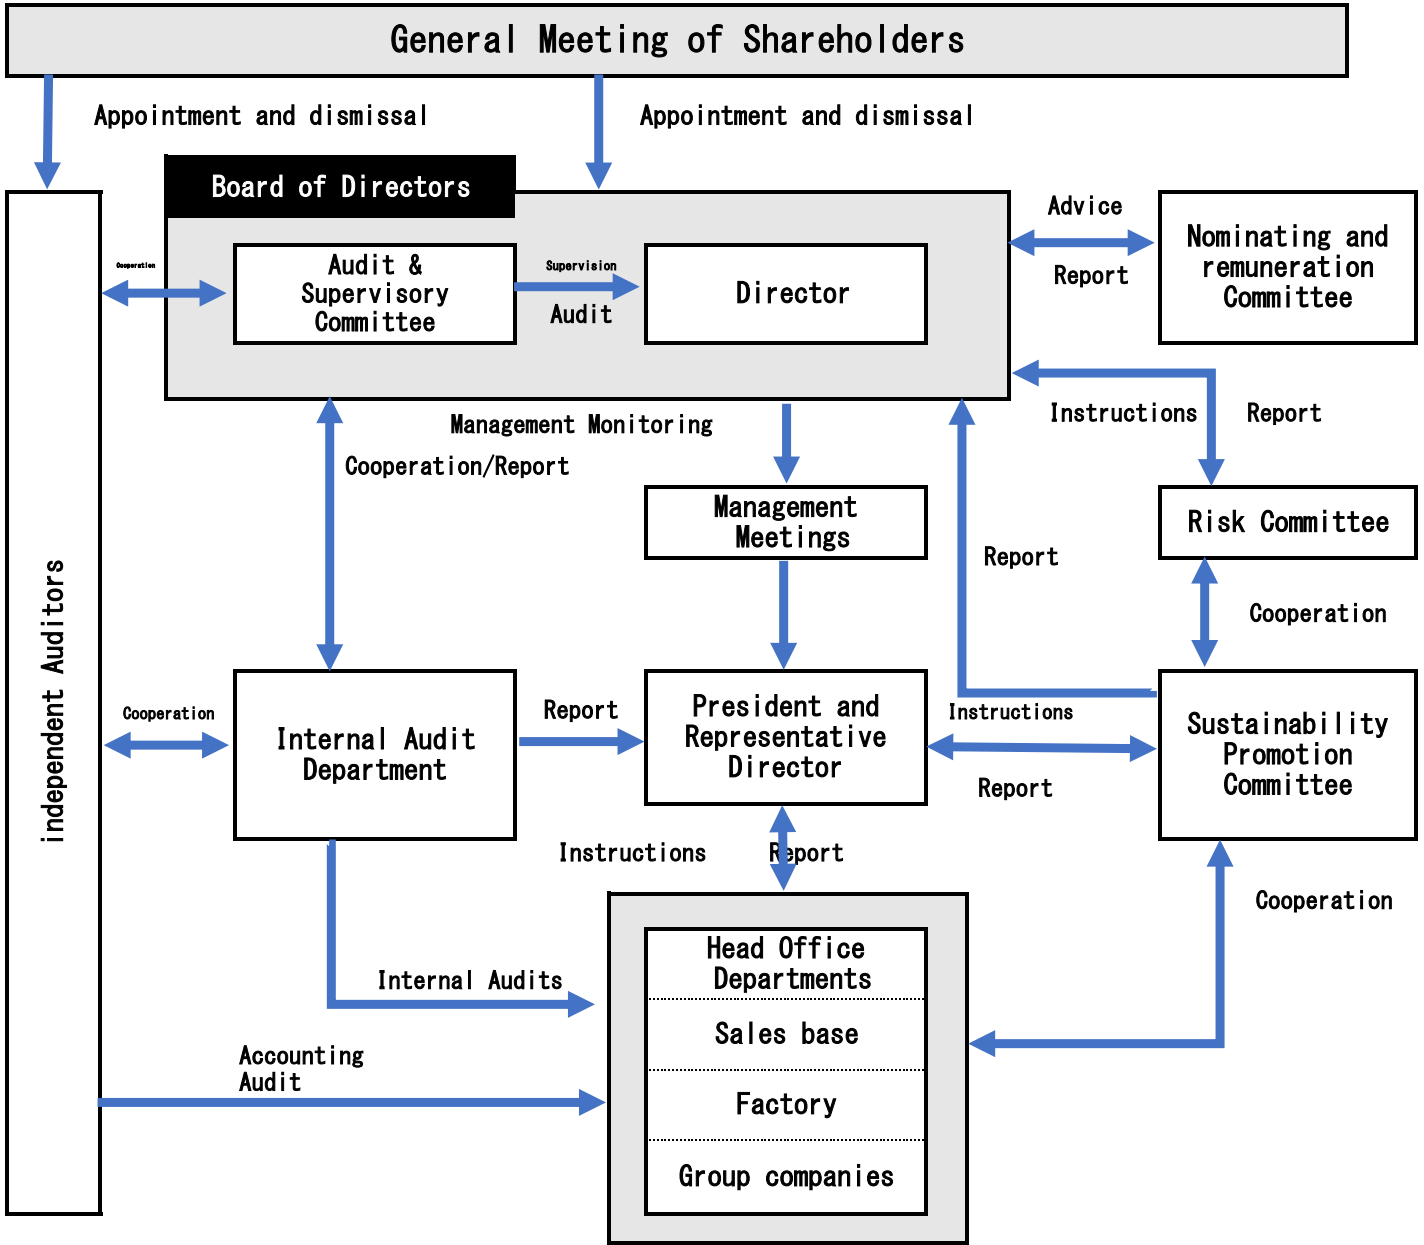 General Meeting of Shareholders
Appointment and dismissal
Appointment and dismissal
Board of Directors
Advice
Report
Nominating and
remuneration
Committee
Cooperation
Audit &
Supervisory
Committee
Supervision
Audit
Director
Management Monitoring
Cooperation/Report
Instructions
Report
Management
Meetings
Risk Committee
Report
Cooperation
independent Auditors
Cooperation
Internal Audit
Department
Report
President and
Representative
Director
Instructions
Report
Sustainability
Promotion
Committee
Instructions
Report
Cooperation
Head Office
Departments
Internal Audits
Sales base
Accounting
Audit
Factory
Group companies